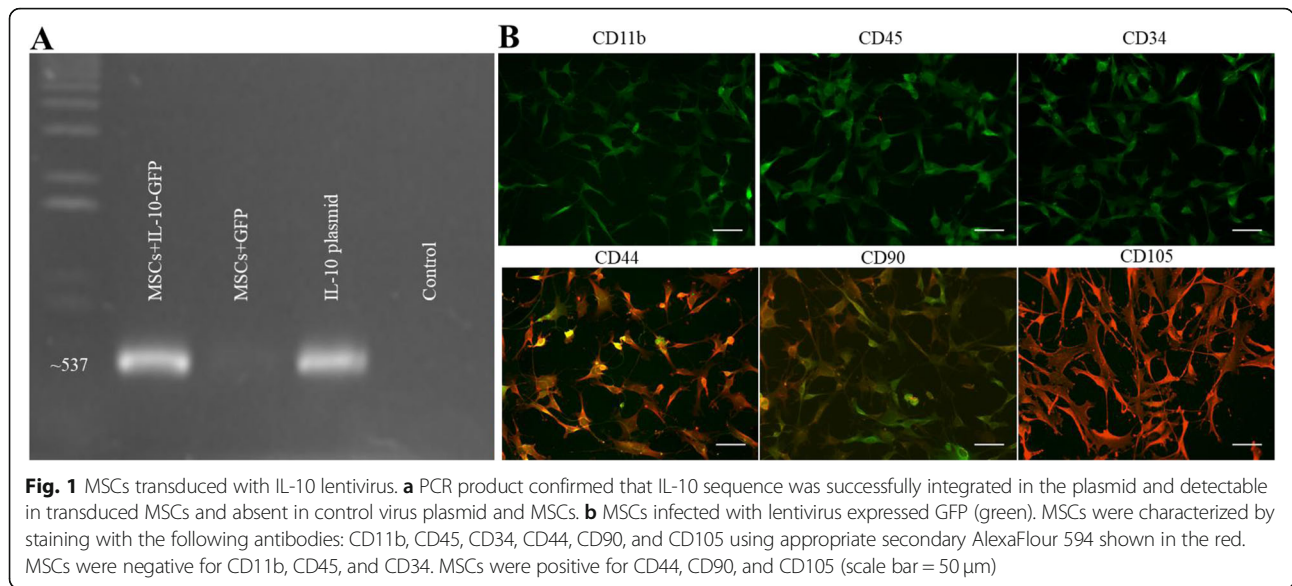 A
B
CD11b
CD45
CD34
MSCs+IL-10-GFP
MSCs+GFP
IL-10 plasmid
Control
~537
CD44
CD90
CD105
Fig. 1 MSCs transduced with IL-10 lentivirus. a PCR product confirmed that IL-10 sequence was successfully integrated in the plasmid and detectable
in transduced MSCs and absent in control virus plasmid and MSCs. b MSCs infected with lentivirus expressed GFP (green). MSCs were characterized by
staining with the following antibodies: CD11b, CD45, CD34, CD44, CD90, and CD105 using appropriate secondary AlexaFlour 594 shown in the red.
MSCs were negative for CD11b, CD45, and CD34. MSCs were positive for CD44, CD90, and CD105 (scale bar = 50 μm)